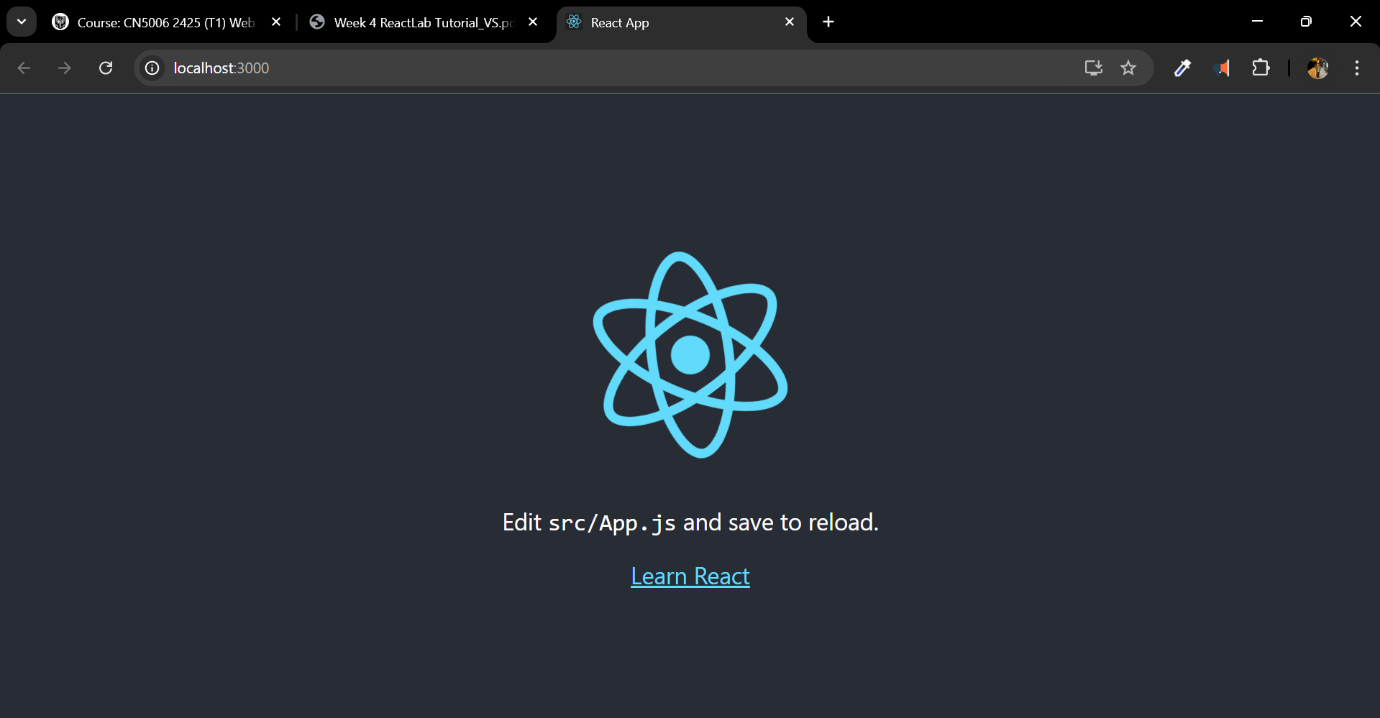 Course: CN5006 2425 (T1) Web
Week 4 ReactLab Tutorial_VS.pd
React App
localhost:3000
Edit src/App.js and save to reload.
Learn React